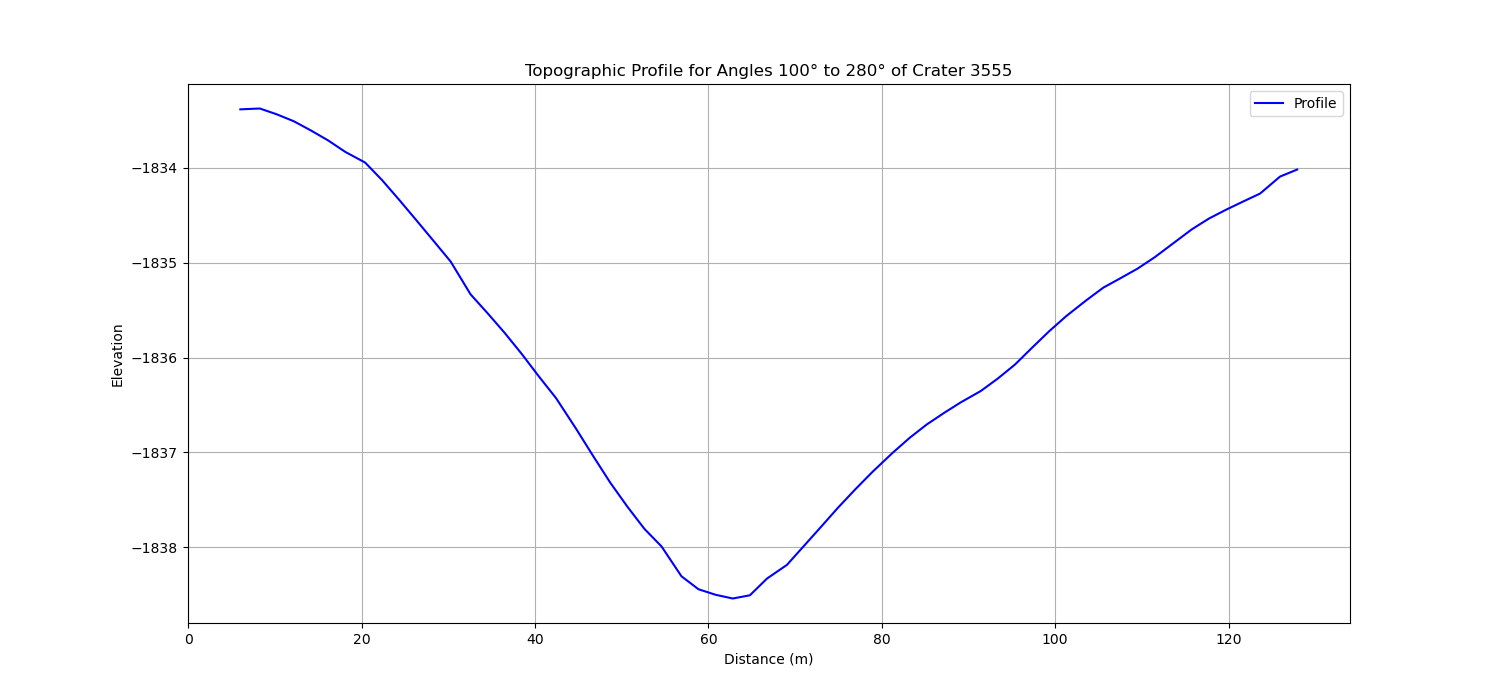 Topographic Profile for Angles 100° to 280° of Crater 3555
Profile
−1834
−1835
−1836
−1837
−1838
Elevation
0 20 40 60 80 100 120
Distance (m)